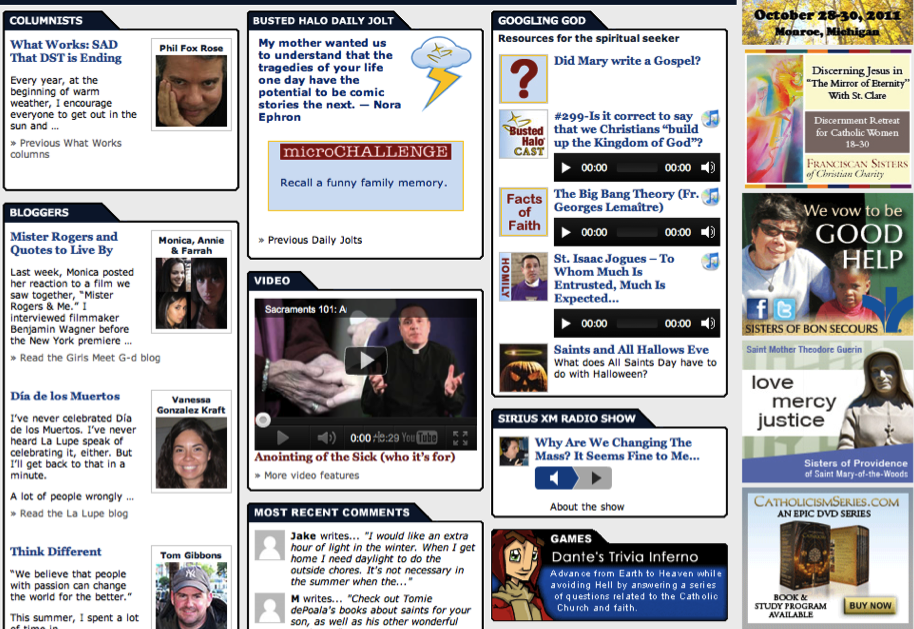 COLUMNISTS
What Works: SAD
That DST is Ending
Every year, at the
beginning of warm
weather, I encourage
everyone to get out in the
sun and ...
» Previous What Works
columns
Phil Fox Rose
BLOGGERS
Mister Rogers and
Quotes to Live By
Last week, Monica posted
her reaction to a film we
saw together, "Mister
Rogers & Me." I
interviewed filmmaker
Benjamin Wagner before
the New York premiere ...
» Read the Girls Meet G-d blog
Monica, Annie
& Farrah
Día de los Muertos
I've never celebrated Día
de los Muertos. I've never
heard La Lupe speak of
celebrating it, either. But
I'll get back to that in a
minute.
A lot of people wrongly ...
» Read the La Lupe blog
Vanessa
Gonzalez Kraft
Think Different
"We believe that people
with passion can change
the world for the better."
This summer, I spent a lot
of time in
Tom Gibbons
BUSTED HALO DAILY JOLT
My mother wanted us
to understand that the
tragedies of your life
one day have the
potential to be comic
stories the next. — Nora
Ephron
microCHALLENGE
Recall a funny family memory.
» Previous Daily Jolts
VIDEO
Sacraments 101: A
0:00 / 8:29 YouTube
Anointing of the Sick (who it's for)
» More video features
MOST RECENT COMMENTS
Jake writes... "I would like an extra
hour of light in the winter. When I get
home I need daylight to do the
outside chores. It's not necessary in
the summer when the..."
M writes... "Check out Tomie
dePoala's books about saints for your
son, as well as his other wonderful
GOOGLING GOD
Resources for the spiritual seeker
?
Did Mary write a Gospel?
Busted
Halo
CAST
#299-Is it correct to say
that we Christians "build
up the Kingdom of God"?
00:00 00:00
Facts
of
Faith
The Big Bang Theory (Fr.
Georges Lemaître)
00:00 00:00
HOMILY
St. Isaac Jogues – To
Whom Much Is
Entrusted, Much Is
Expected...
00:00 00:00
Saints and All Hallows Eve
What does All Saints Day have to
do with Halloween?
SIRIUS XM RADIO SHOW
Why Are We Changing The
Mass? It Seems Fine to Me...
About the show
GAMES
Dante's Trivia Inferno
Advance from Earth to Heaven while
avoiding Hell by answering a series
of questions related to the Catholic
Church and faith.
October 28-30, 2011
Monroe, Michigan
Discerning Jesus in
"The Mirror of Eternity"
With St. Clare
Discernment Retreat
for Catholic Women
18-30
FRANCISCAN SISTERS
of Christian Charity
We vow to be
GOOD
HELP
SISTERS OF BON SECOURS
Saint Mother Theodore Guerin
love
mercy
justice
Sisters of Providence
of Saint Mary-of-the-Woods
CATHOLICISMSERIES.COM
AN EPIC DVD SERIES
BOOK &
STUDY PROGRAM
AVAILABLE
BUY NOW